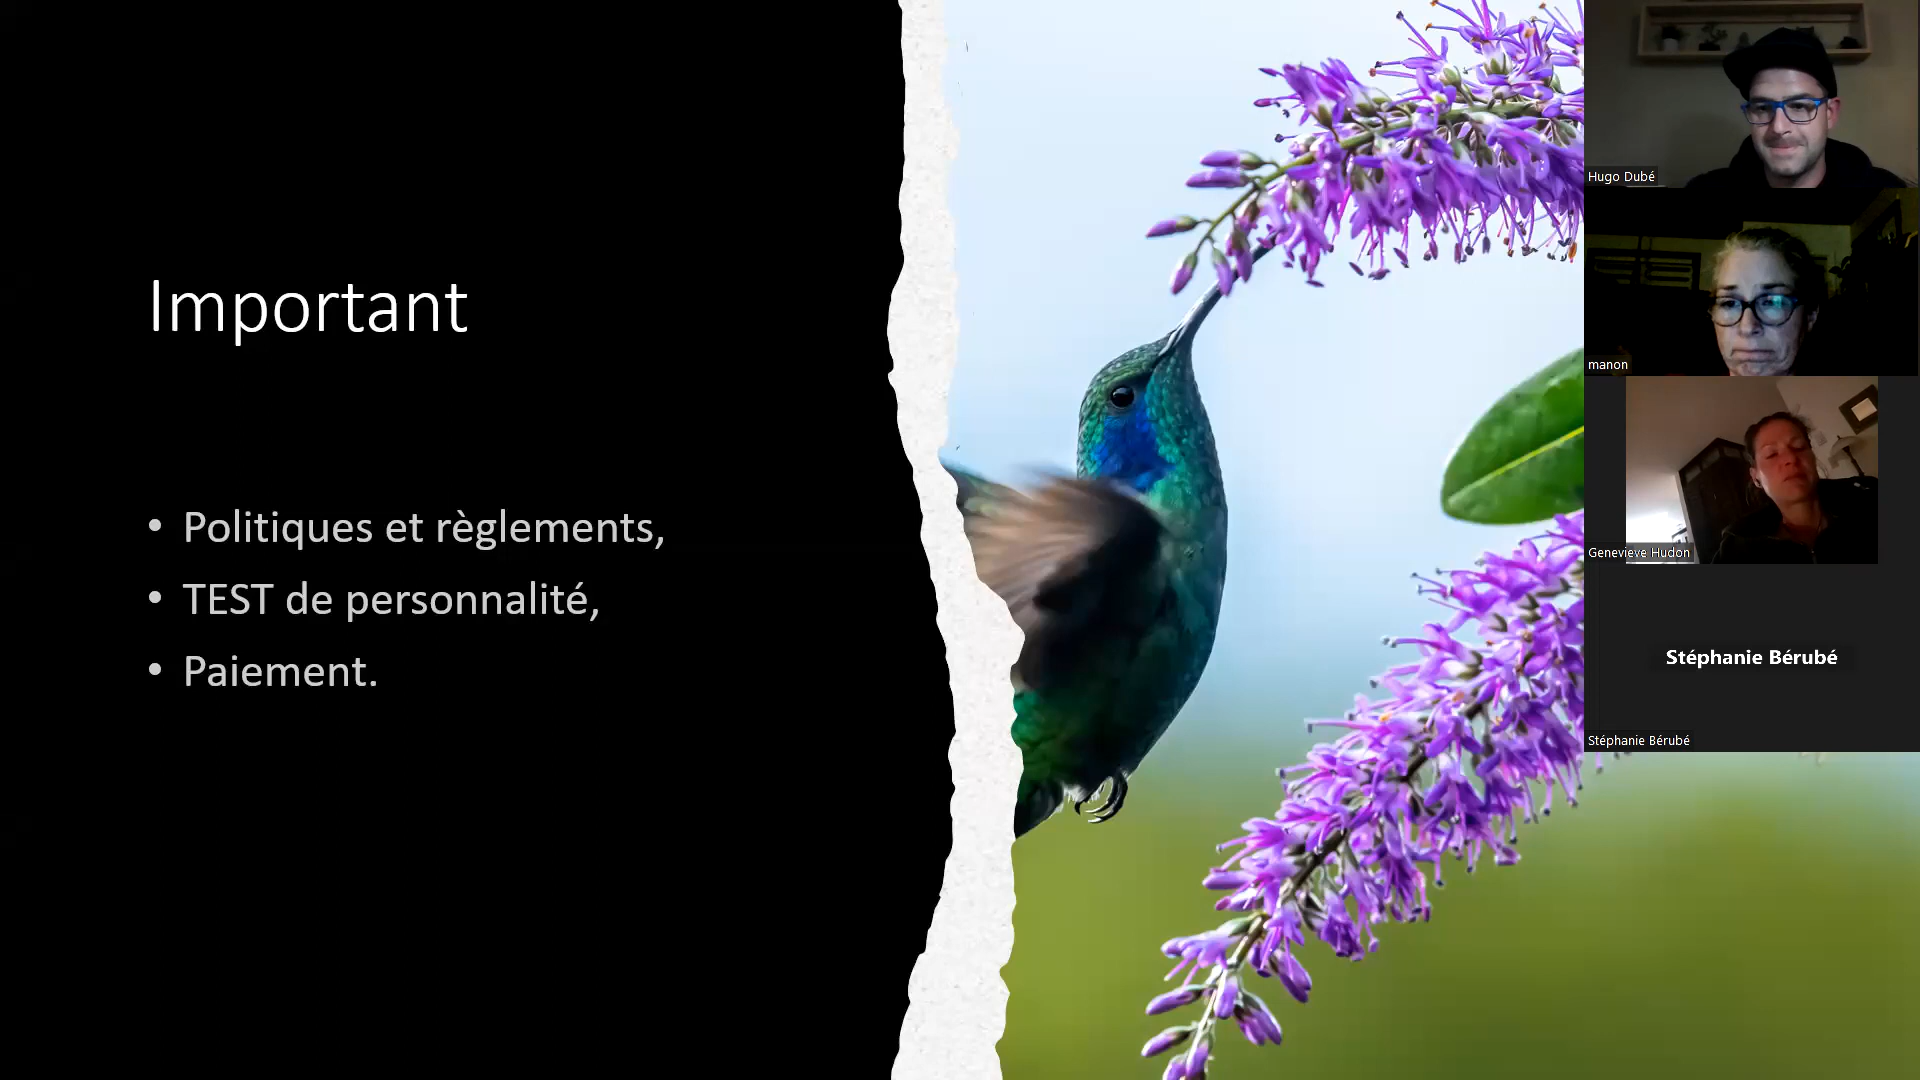 Important
• Politiques et règlements,
• TEST de personnalité,
• Paiement.
Hugo Dubé
manon
Genevieve Hudon
Stéphanie Bérubé
Stéphanie Bérubé